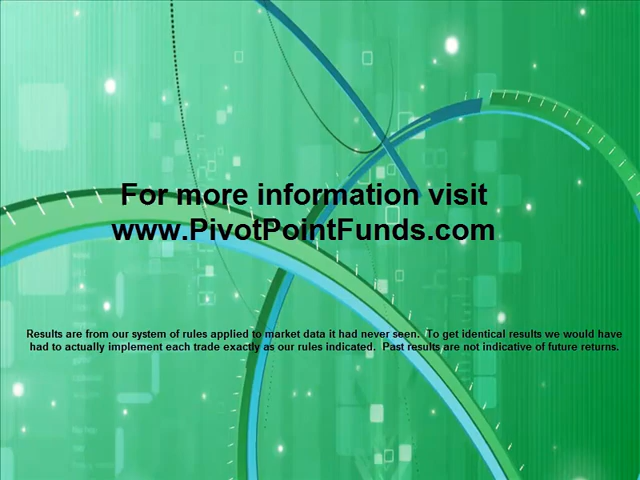 For more information visit
www.PivotPointFunds.com
Results are from our system of rules applied to market data it had never seen.  To get identical results we would have
had to actually implement each trade exactly as our rules indicated.  Past results are not indicative of future returns.